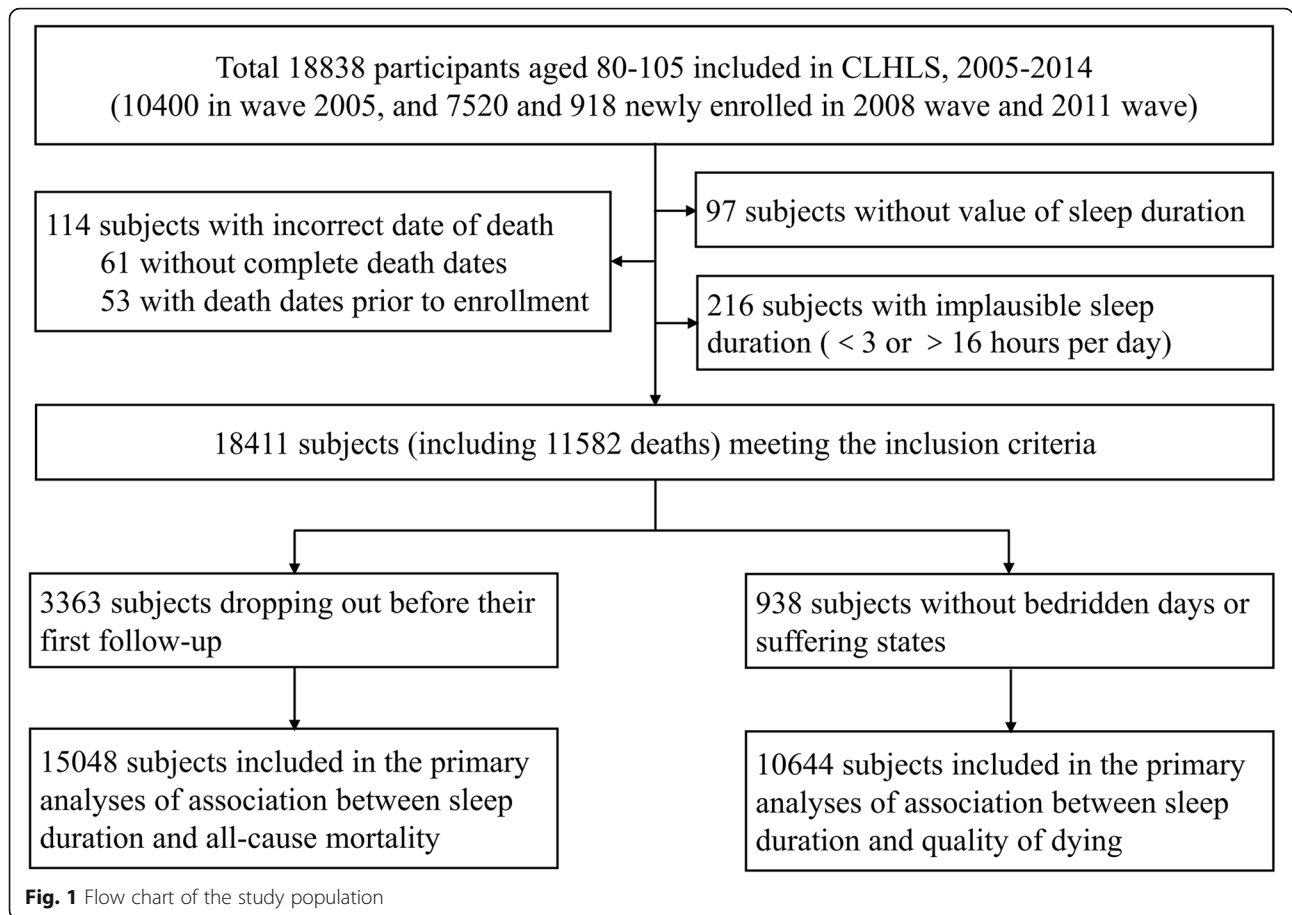 Total 18838 participants aged 80-105 included in CLHLS, 2005-2014
(10400 in wave 2005, and 7520 and 918 newly enrolled in 2008 wave and 2011 wave)
114 subjects with incorrect date of death
61 without complete death dates
53 with death dates prior to enrollment
97 subjects without value of sleep duration
216 subjects with implausible sleep
duration ( < 3 or > 16 hours per day)
18411 subjects (including 11582 deaths) meeting the inclusion criteria
3363 subjects dropping out before their
first follow-up
938 subjects without bedridden days or
suffering states
15048 subjects included in the primary
analyses of association between sleep
duration and all-cause mortality
10644 subjects included in the primary
analyses of association between sleep
duration and quality of dying
Fig. 1 Flow chart of the study population